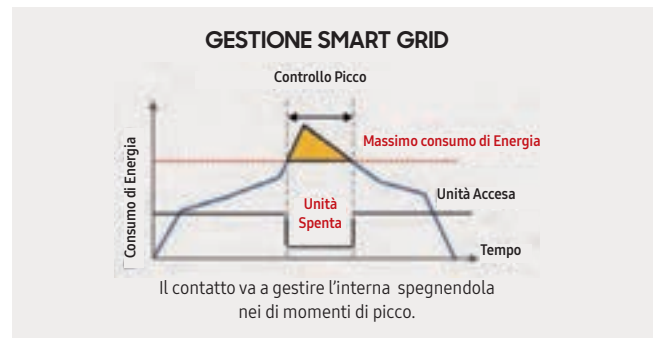 GESTIONE SMART GRID
Controllo Picco
Massimo consumo di Energia
Consumo di Energia
Unità Accesa
Unità
Spenta
Tempo
Il contatto va a gestire l'interna spegnendola
nei di momenti di picco.